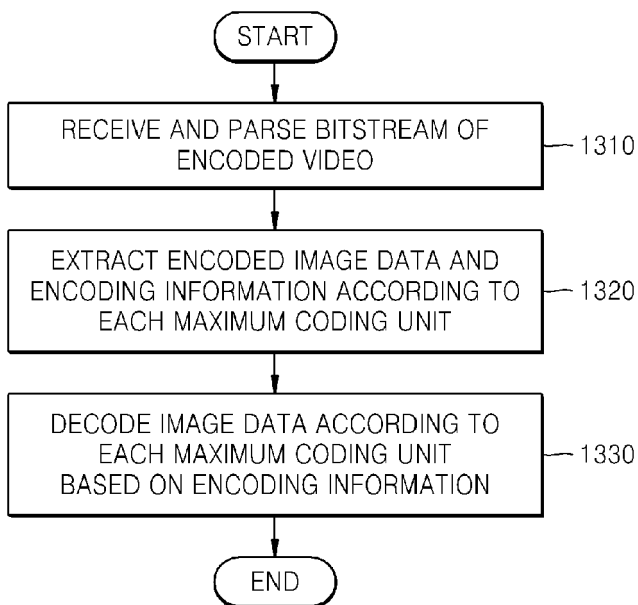 START
RECEIVE AND PARSE BITSTREAM OF
ENCODED VIDEO
1310
EXTRACT ENCODED IMAGE DATA AND
ENCODING INFORMATION ACCORDING TO
EACH MAXIMUM CODING UNIT
1320
DECODE IMAGE DATA ACCORDING TO
EACH MAXIMUM CODING UNIT
BASED ON ENCODING INFORMATION
1330
END